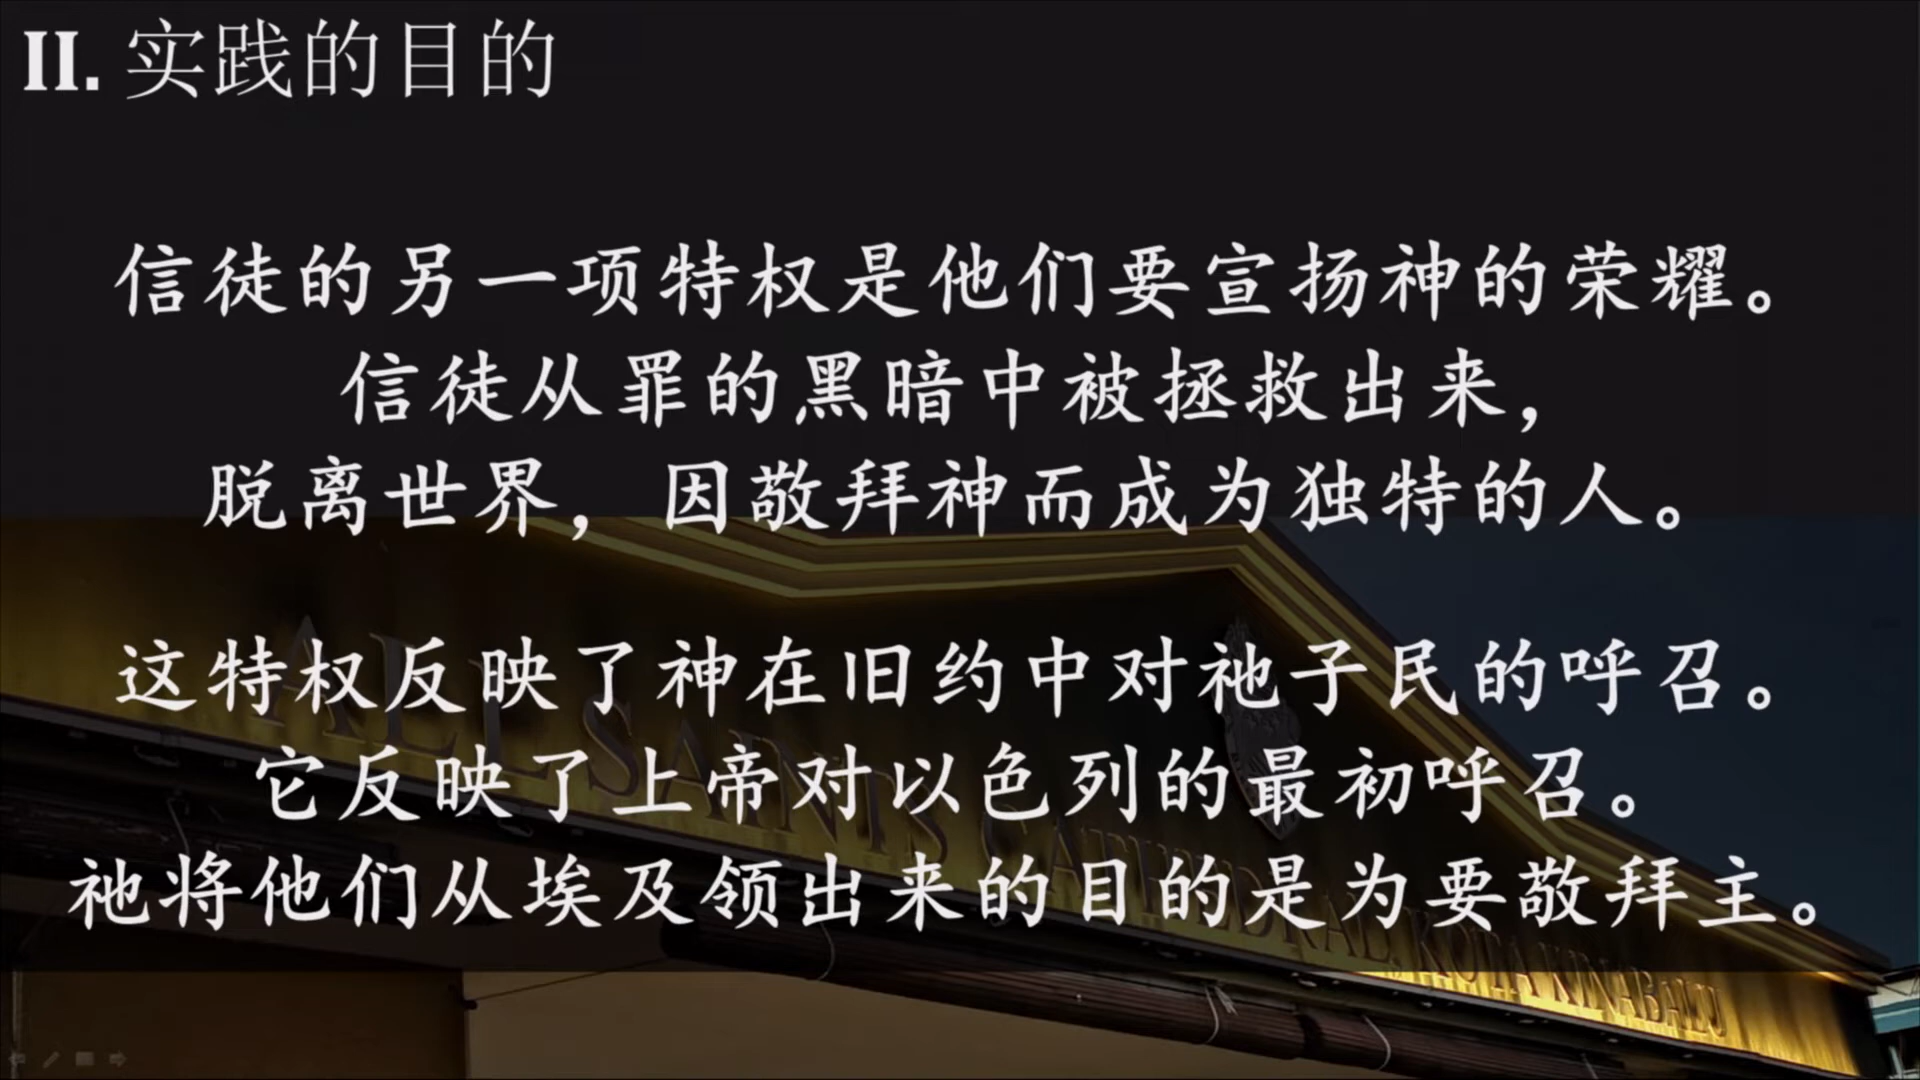 II. 实践的目的
信徒的另一项特权是他们要宣扬神的荣耀。
信徒从罪的黑暗中被拯救出来，
脱离世界，因敬拜神而成为独特的人。
这特权反映了神在旧约中对祂子民的呼召。
它反映了上帝对以色列的最初呼召。
祂将他们从埃及领出来的目的是为要敬拜主。
ALL SAINTS CATHEDRAL, KOTA KINABALU